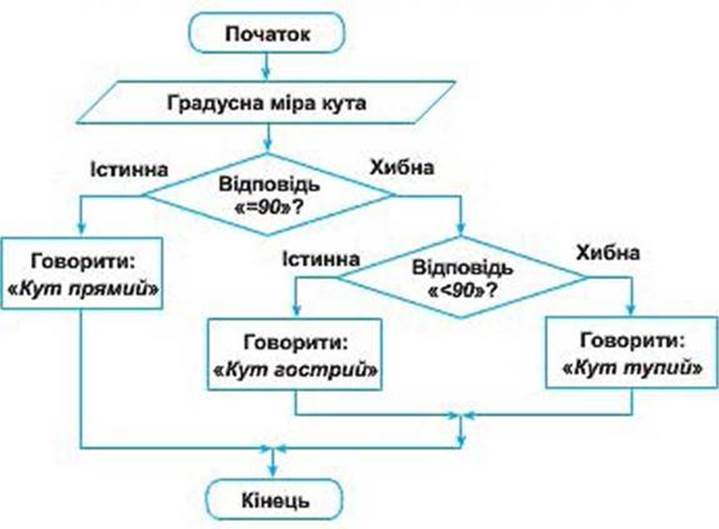 Початок
Градусна міра кута
Істинна
Хибна
Відповідь
«=90»?
Говорити:
«Кут прямий»
Істинна
Хибна
Відповідь
«<90»?
Говорити:
«Кут гострий»
Говорити:
«Кут тупий»
Кінець